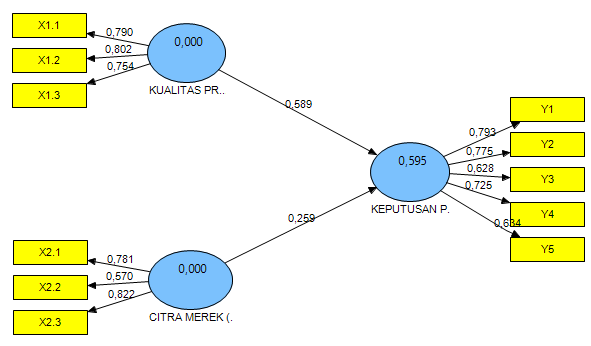 X1.1
0,790
X1.2
0,802
X1.3
0,754
0,000
KUALITAS PR..
0,589
X2.1
0,781
X2.2
0,570
X2.3
0,822
0,000
CITRA MEREK (.
0,259
0,595
KEPUTUSAN P.
Y1
0,793
Y2
0,775
Y3
0,628
Y4
0,725
Y5
0,634